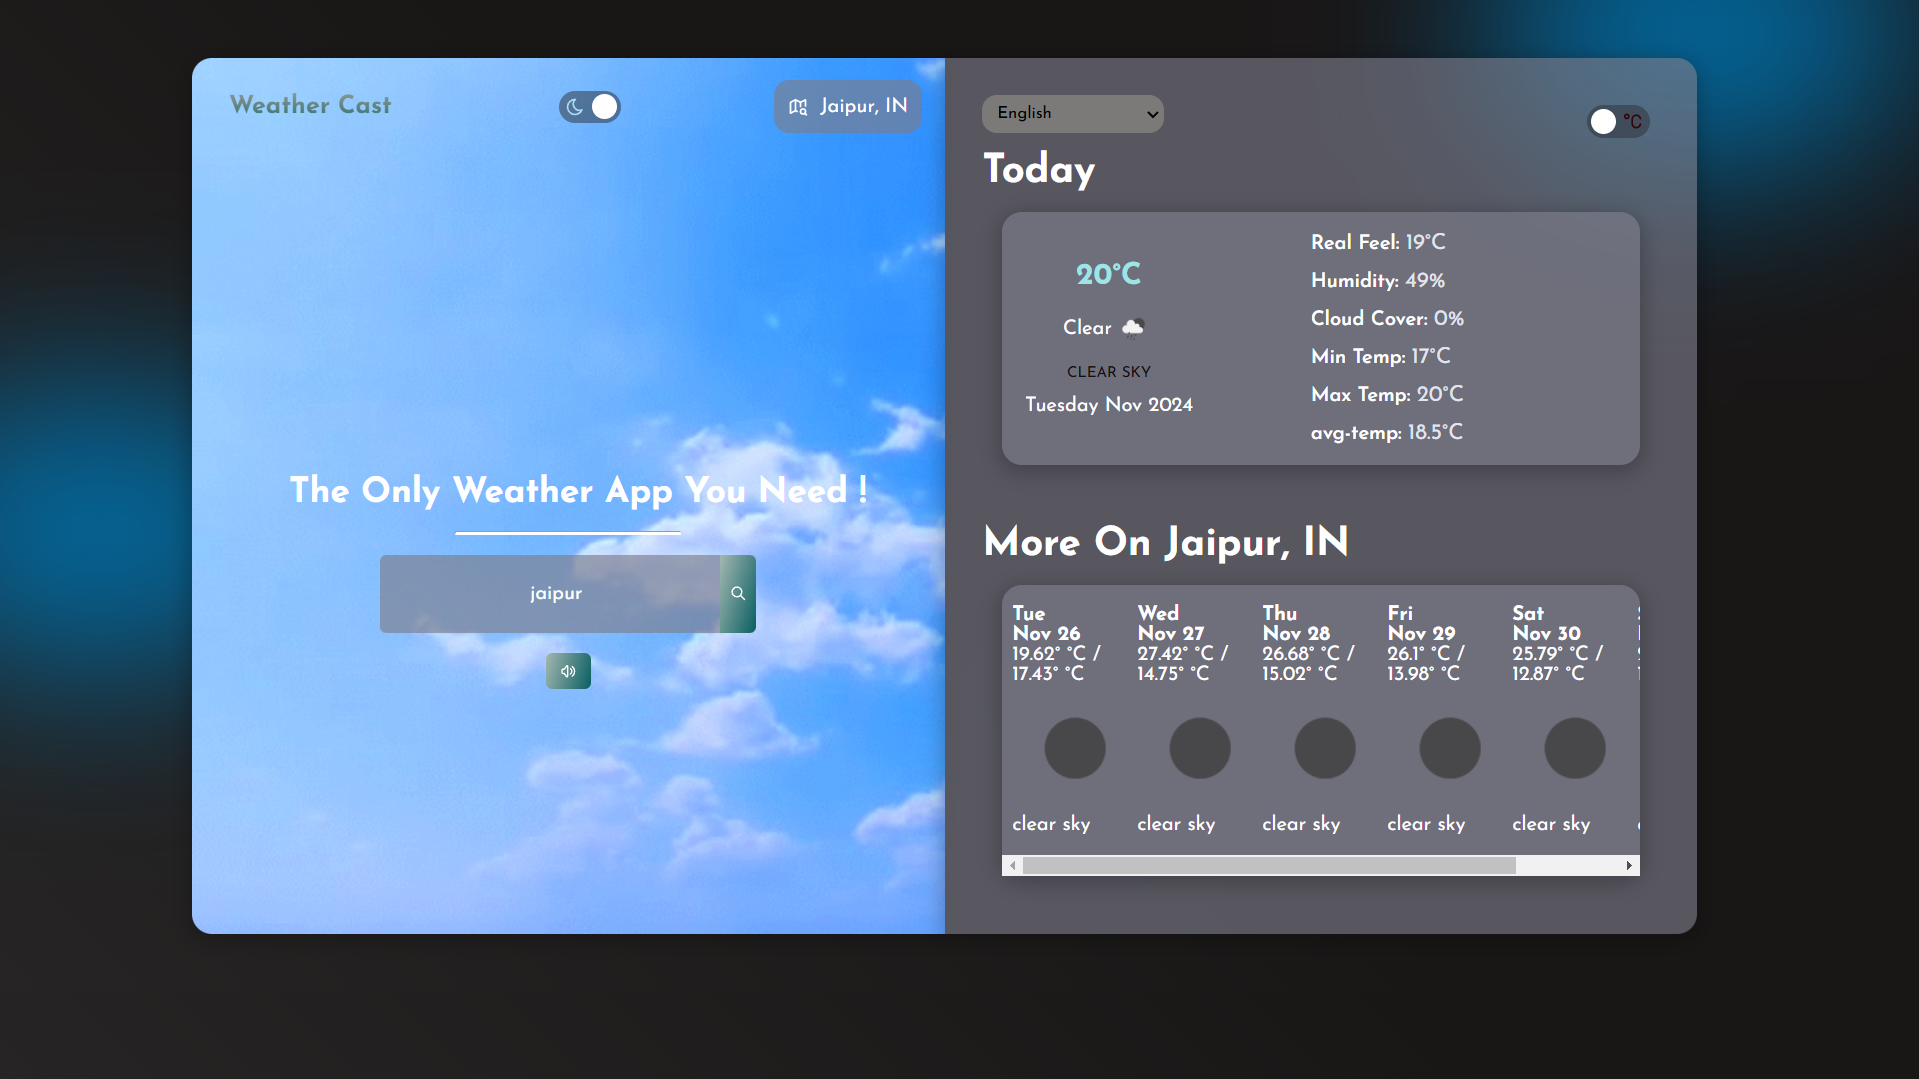 Weather Cast
Jaipur, IN
The Only Weather App You Need !
jaipur
English
°C
Today
20°C
Clear
CLEAR SKY
Tuesday Nov 2024
Real Feel: 19°C
Humidity: 49%
Cloud Cover: 0%
Min Temp: 17°C
Max Temp: 20°C
avg-temp: 18.5°C
More On Jaipur, IN
Tue
Nov 26
19.62° °C /
17.43° °C
clear sky
Wed
Nov 27
27.42° °C /
14.75° °C
clear sky
Thu
Nov 28
26.68° °C /
15.02° °C
clear sky
Fri
Nov 29
26.1° °C /
13.98° °C
clear sky
Sat
Nov 30
25.79° °C /
12.87° °C
clear sky